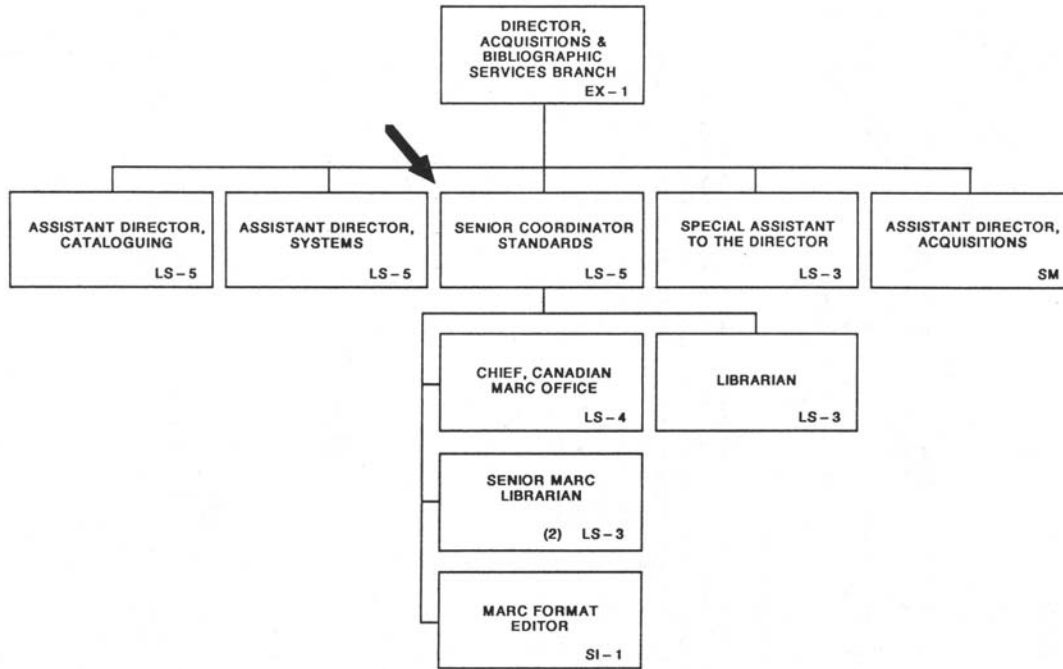 DIRECTOR,
ACQUISITIONS &
BIBLIOGRAPHIC
SERVICES BRANCH
EX – 1
ASSISTANT DIRECTOR,
CATALOGUING
LS – 5
ASSISTANT DIRECTOR,
SYSTEMS
LS – 5
SENIOR COORDINATOR
STANDARDS
LS – 5
SPECIAL ASSISTANT
TO THE DIRECTOR
LS – 3
ASSISTANT DIRECTOR,
ACQUISITIONS
SM
CHIEF, CANADIAN
MARC OFFICE
LS – 4
LIBRARIAN
LS – 3
SENIOR MARC
LIBRARIAN
(2) LS – 3
MARC FORMAT
EDITOR
SI – 1